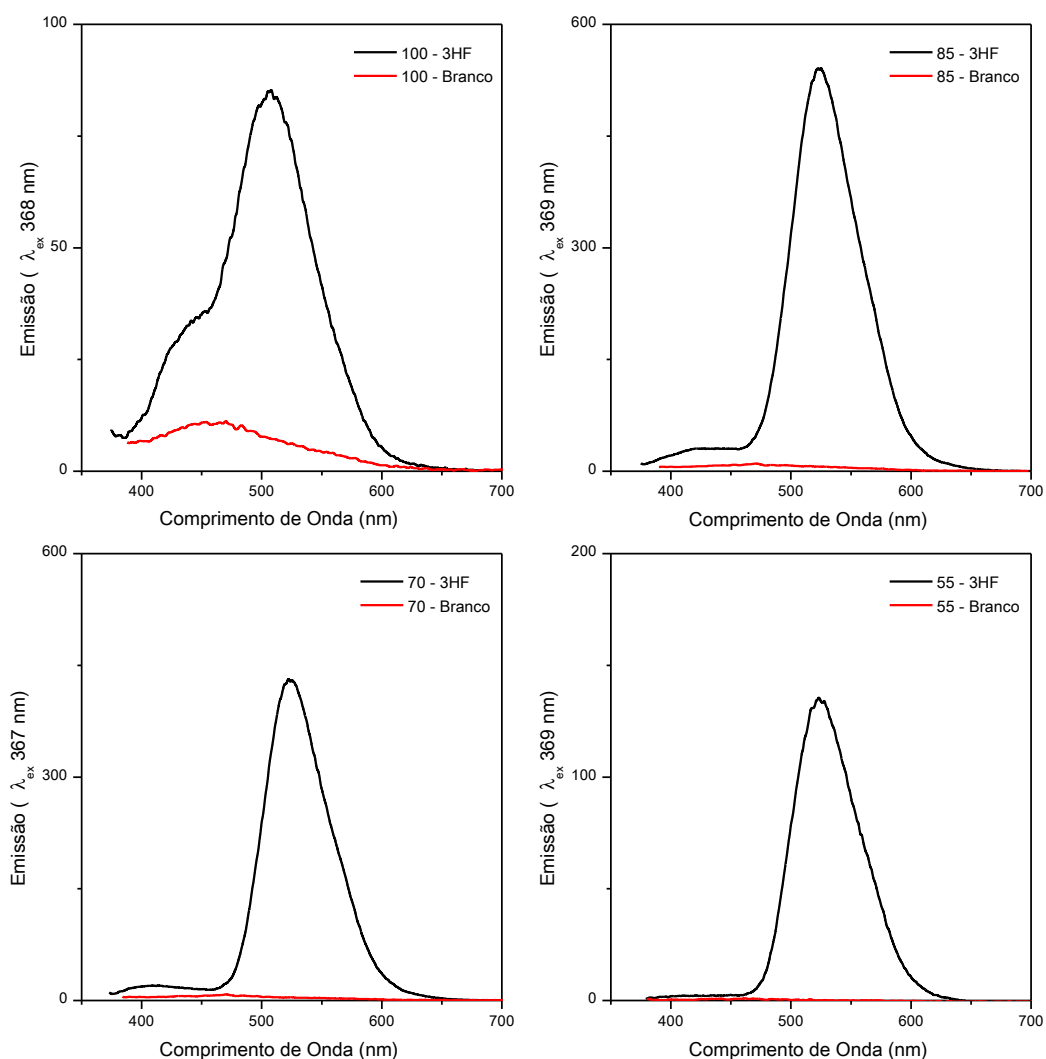 100
50
0
Emissão ( λex 368 nm)
100 - 3HF
100 - Branco
400 500 600 700
Comprimento de Onda (nm)
600
300
0
Emissão ( λex 369 nm)
85 - 3HF
85 - Branco
400 500 600 700
Comprimento de Onda (nm)
600
300
0
Emissão ( λex 367 nm)
70 - 3HF
70 - Branco
400 500 600 700
Comprimento de Onda (nm)
200
100
0
Emissão ( λex 369 nm)
55 - 3HF
55 - Branco
400 500 600 700
Comprimento de Onda (nm)